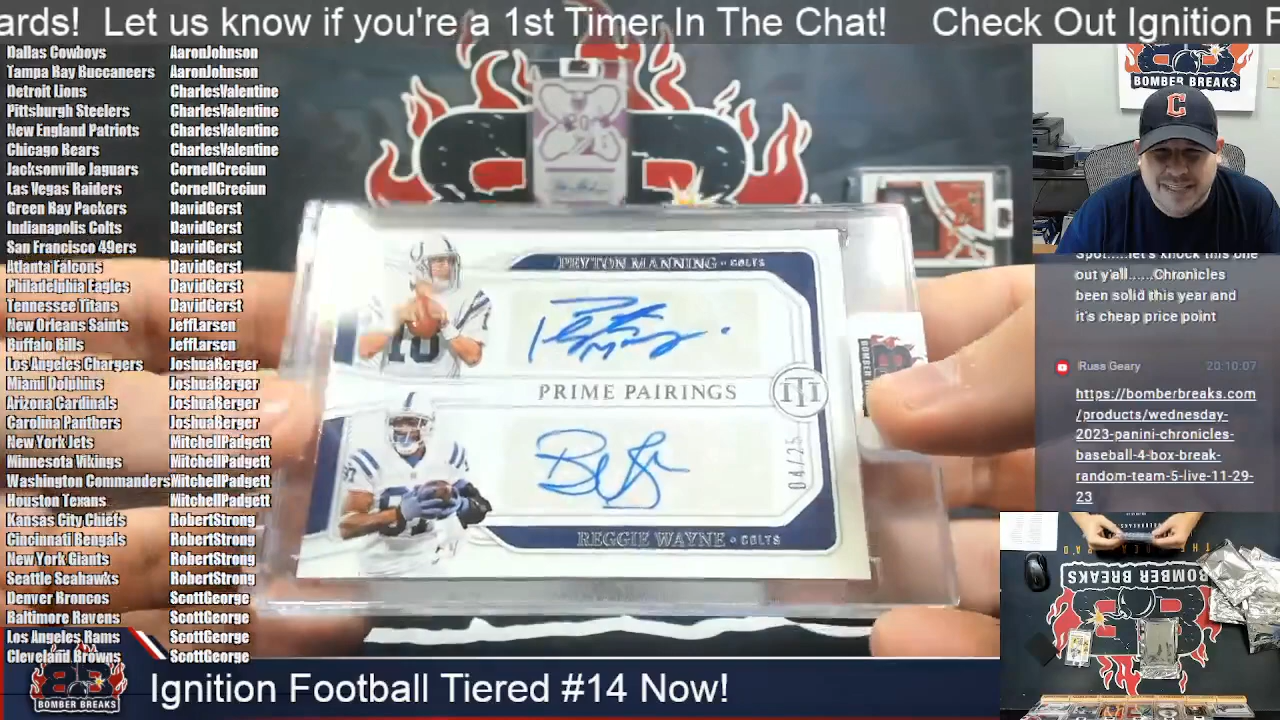 ards! Let us know if you're a 1st Timer In The Chat! Check Out Ignition F
Dallas Cowboys AaronJohnson
Tampa Bay Buccaneers AaronJohnson
Detroit Lions CharlesValentine
Pittsburgh Steelers CharlesValentine
New England Patriots CharlesValentine
Chicago Bears CharlesValentine
Jacksonville Jaguars CornellCreciun
Las Vegas Raiders CornellCreciun
Green Bay Packers DavidGerst
Indianapolis Colts DavidGerst
San Francisco 49ers DavidGerst
Atlanta Falcons DavidGerst
Philadelphia Eagles DavidGerst
Tennessee Titans DavidGerst
New Orleans Saints JeffLarsen
Buffalo Bills JeffLarsen
Los Angeles Chargers JoshuaBerger
Miami Dolphins JoshuaBerger
Arizona Cardinals JoshuaBerger
Carolina Panthers JoshuaBerger
New York Jets MitchellPadgett
Minnesota Vikings MitchellPadgett
Washington Commanders MitchellPadgett
Houston Texans MitchellPadgett
Kansas City Chiefs RobertStrong
Cincinnati Bengals RobertStrong
New York Giants RobertStrong
Seattle Seahawks RobertStrong
Denver Broncos ScottGeorge
Baltimore Ravens ScottGeorge
Los Angeles Rams ScottGeorge
Cleveland Browns ScottGeorge
PEYTON MANNING • COLTS
18
PRIME PAIRINGS
04/25
REGGIE WAYNE • COLTS
BOMBER BREAKS
C
Spot......let's knock this one
out y'all......Chronicles
been solid this year and
it's cheap price point
Russ Geary 20:10:07
https://bomberbreaks.com
/products/wednesday-
2023-panini-chronicles-
baseball-4-box-break-
random-team-5-live-11-29-
23
BOMBER BREAKS
BOMBER BREAKS
Ignition Football Tiered #14 Now!